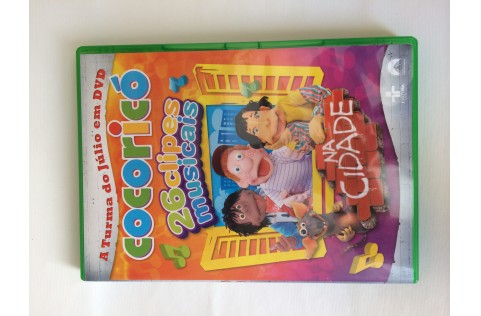 A Turma do Júlio em DVD
COCORICÓ
26 clipes
musicais
NA
CIDADE